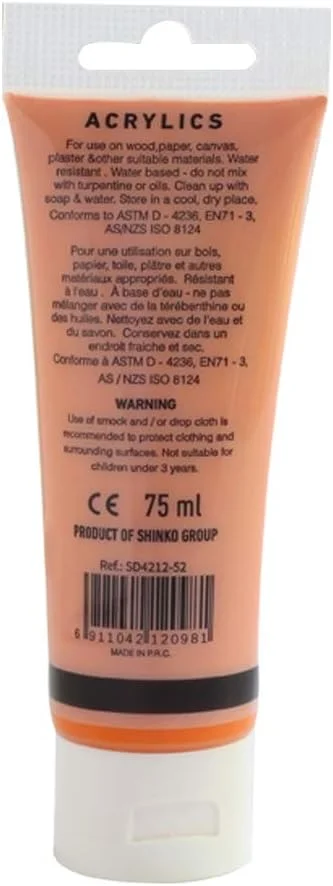 ACRYLICS
For use on wood,paper, canvas,
plaster &other suitable materials. Water
resistant . Water based - do not mix
with turpentine or oils. Clean up with
soap & water. Store in a cool, dry place.
Conforms to ASTM D - 4236, EN71 - 3,
AS/NZS ISO 8124
Pour une utilisation sur bois,
papier, toile, plâtre et autres
matériaux appropriés. Résistant
à l'eau . À base d'eau - ne pas
mélanger avec de la térébenthine ou
des huiles. Nettoyez avec de l'eau et
du savon. Conservez dans un
endroit fraiche et sec.
Conforme à ASTM D - 4236, EN71 - 3,
AS / NZS ISO 8124
WARNING
Use of smock and / or drop cloth is
recommended to protect clothing and
surrounding surfaces. Not suitable for
children under 3 years.
CE 75 ml
PRODUCT OF SHINKO GROUP
Ref.: SD4212-52
6 911042 120981
MADE IN P.R.C.